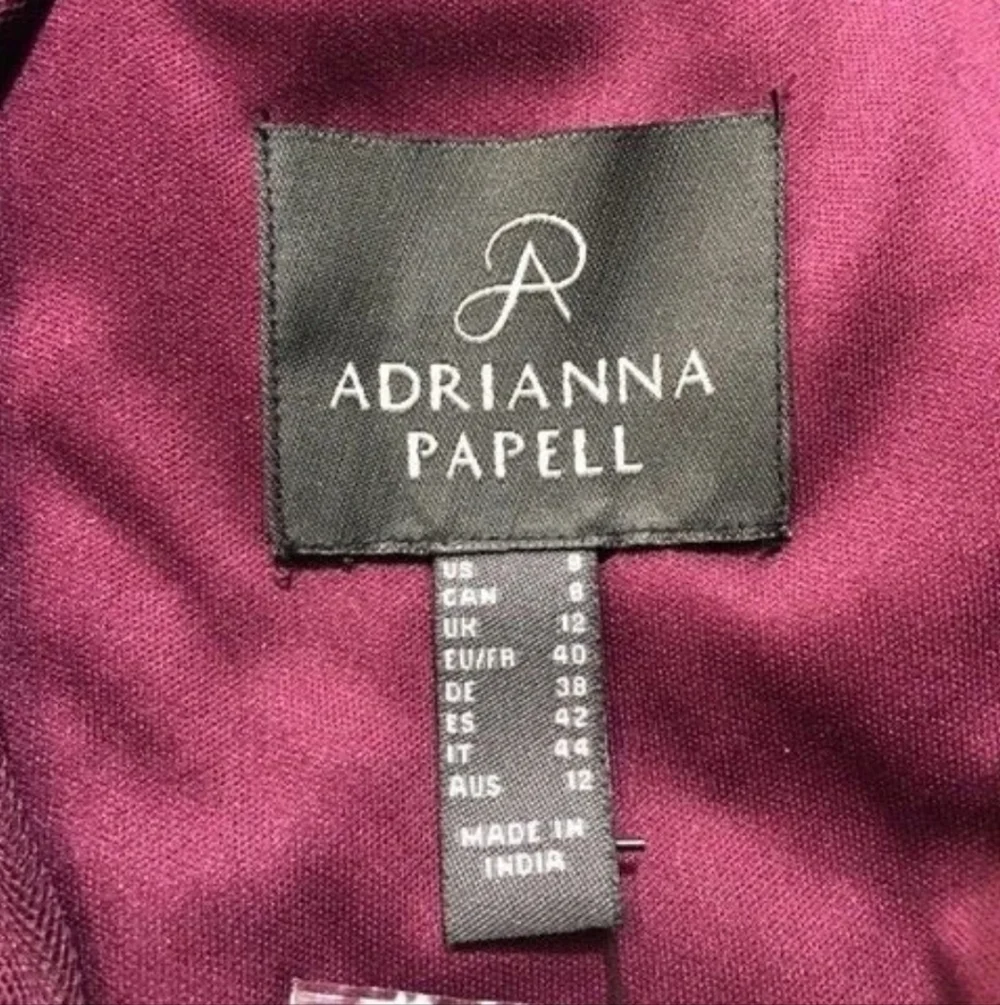 ADRIANNA
PAPELL
US 8
CAN 8
UK 12
EU/FR 40
DE 38
ES 42
IT 44
AUS 12
MADE IN
INDIA